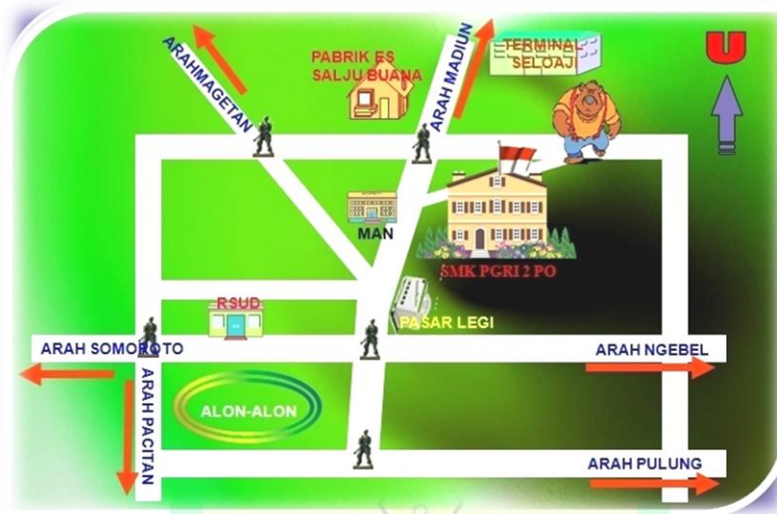 U
ARAHMAGETAN
PABRIK ES
SALJU BUANA
ARAH MADIUN
TERMINAL
SELOAJI
MAN
SMK PGRI 2 PO
RSUD
PASAR LEGI
ARAH SOMOROTO
ARAH NGEBEL
ARAH PACITAN
ALON-ALON
ARAH PULUNG